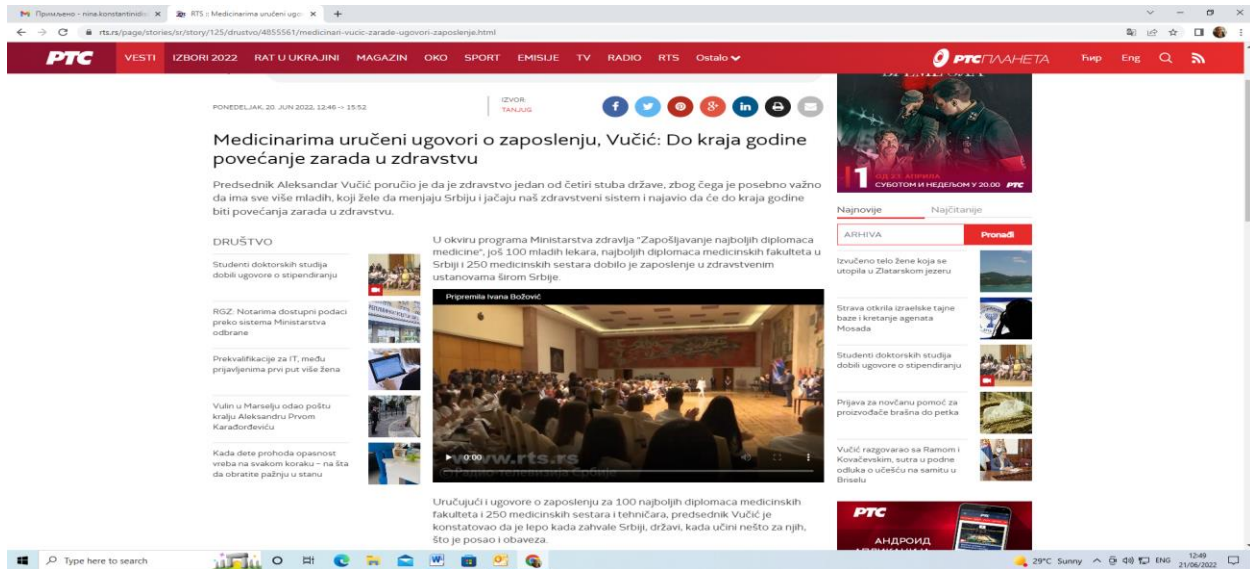 Примљено - nina.konstantinidis
RTS :: Medicinarima uručeni ugo
rts.rs/page/stories/sr/story/125/drustvo/4855561/medicinari-vucic-zarade-ugovori-zaposlenje.html
РТС VESTI IZBORI 2022 RAT U UKRAJINI MAGAZIN OKO SPORT EMISIJE TV RADIO RTS Ostalo
РТС ПЛАНЕТА Ћир Eng
PONEDELJAK, 20. JUN 2022, 12:46 -> 15:52
IZVOR:
TANJUG
Medicinarima uručeni ugovori o zaposlenju, Vučić: Do kraja godine
povećanje zarada u zdravstvu
Predsednik Aleksandar Vučić poručio je da je zdravstvo jedan od četiri stuba države, zbog čega je posebno važno
da ima sve više mladih, koji žele da menjaju Srbiju i jačaju naš zdravstveni sistem i najavio da će do kraja godine
biti povećanja zarada u zdravstvu.
DRUŠTVO
Studenti doktorskih studija
dobili ugovore o stipendiranju
RGZ: Notarima dostupni podaci
preko sistema Ministarstva
odbrane
Prekvalifikacije za IT, među
prijavljenima prvi put više žena
Vulin u Marselju odao poštu
kralju Aleksandru Prvom
Karađorđeviću
Kada dete prohoda opasnost
vreba na svakom koraku – na šta
da obratite pažnju u stanu
U okviru programa Ministarstva zdravlja "Zapošljavanje najboljih diplomaca
medicine", još 100 mladih lekara, najboljih diplomaca medicinskih fakulteta u
Srbiji i 250 medicinskih sestara dobilo je zaposlenje u zdravstvenim
ustanovama širom Srbije.
Pripremila Ivana Božović
0:00
www.rts.rs
Радио-телевизија Србије
Uručujući i ugovore o zaposlenju za 100 najboljih diplomaca medicinskih
fakulteta i 250 medicinskih sestara i tehničara, predsednik Vučić je
konstatovao da je lepo kada zahvale Srbiji, državi, kada učini nešto za njih,
što je posao i obaveza.
1
ОД 23. АПРИЛА
СУБОТОМ И НЕДЕЉОМ У 20.00 РТС
Najnovije Najčitanije
ARHIVA Pronađi
Izvučeno telo žene koja se
utopila u Zlatarskom jezeru
Strava otkrila izraelske tajne
baze i kretanje agenata
Mosada
Studenti doktorskih studija
dobili ugovore o stipendiranju
Prijava za novčanu pomoć za
proizvođače brašna do petka
Vučić razgovarao sa Ramom i
Kovačevskim, sutra u podne
odluka o učešću na samitu u
Briselu
РТС
АНДРОИД
Type here to search
29°C Sunny ENG
12:49
21/06/2022